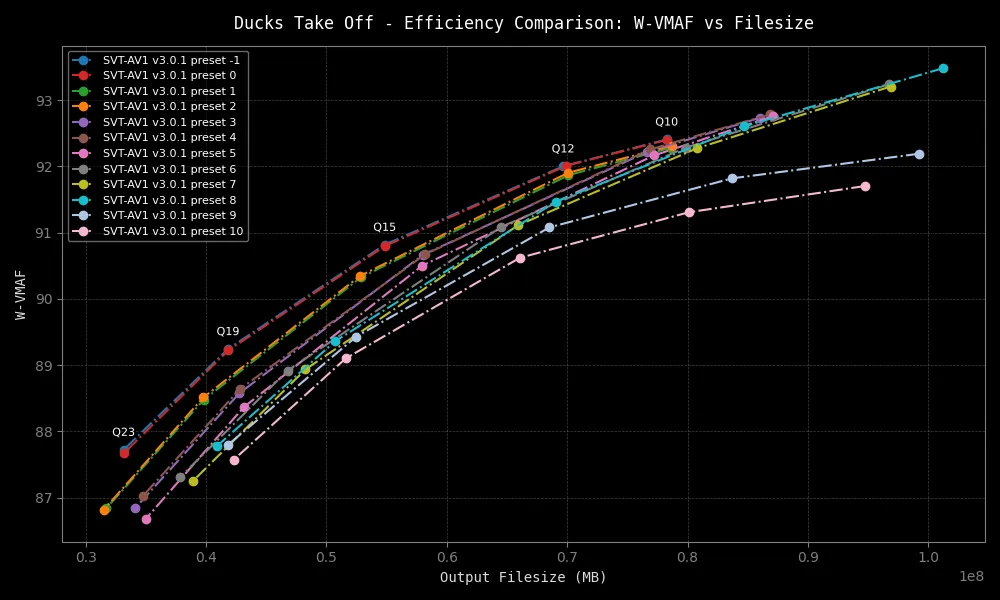 Ducks Take Off - Efficiency Comparison: W-VMAF vs Filesize
SVT-AV1 v3.0.1 preset -1
SVT-AV1 v3.0.1 preset 0
SVT-AV1 v3.0.1 preset 1
SVT-AV1 v3.0.1 preset 2
SVT-AV1 v3.0.1 preset 3
SVT-AV1 v3.0.1 preset 4
SVT-AV1 v3.0.1 preset 5
SVT-AV1 v3.0.1 preset 6
SVT-AV1 v3.0.1 preset 7
SVT-AV1 v3.0.1 preset 8
SVT-AV1 v3.0.1 preset 9
SVT-AV1 v3.0.1 preset 10
Q10
Q12
Q15
Q19
Q23
93
92
91
90
89
88
87
W-VMAF
0.3 0.4 0.5 0.6 0.7 0.8 0.9 1.0
1e8
Output Filesize (MB)